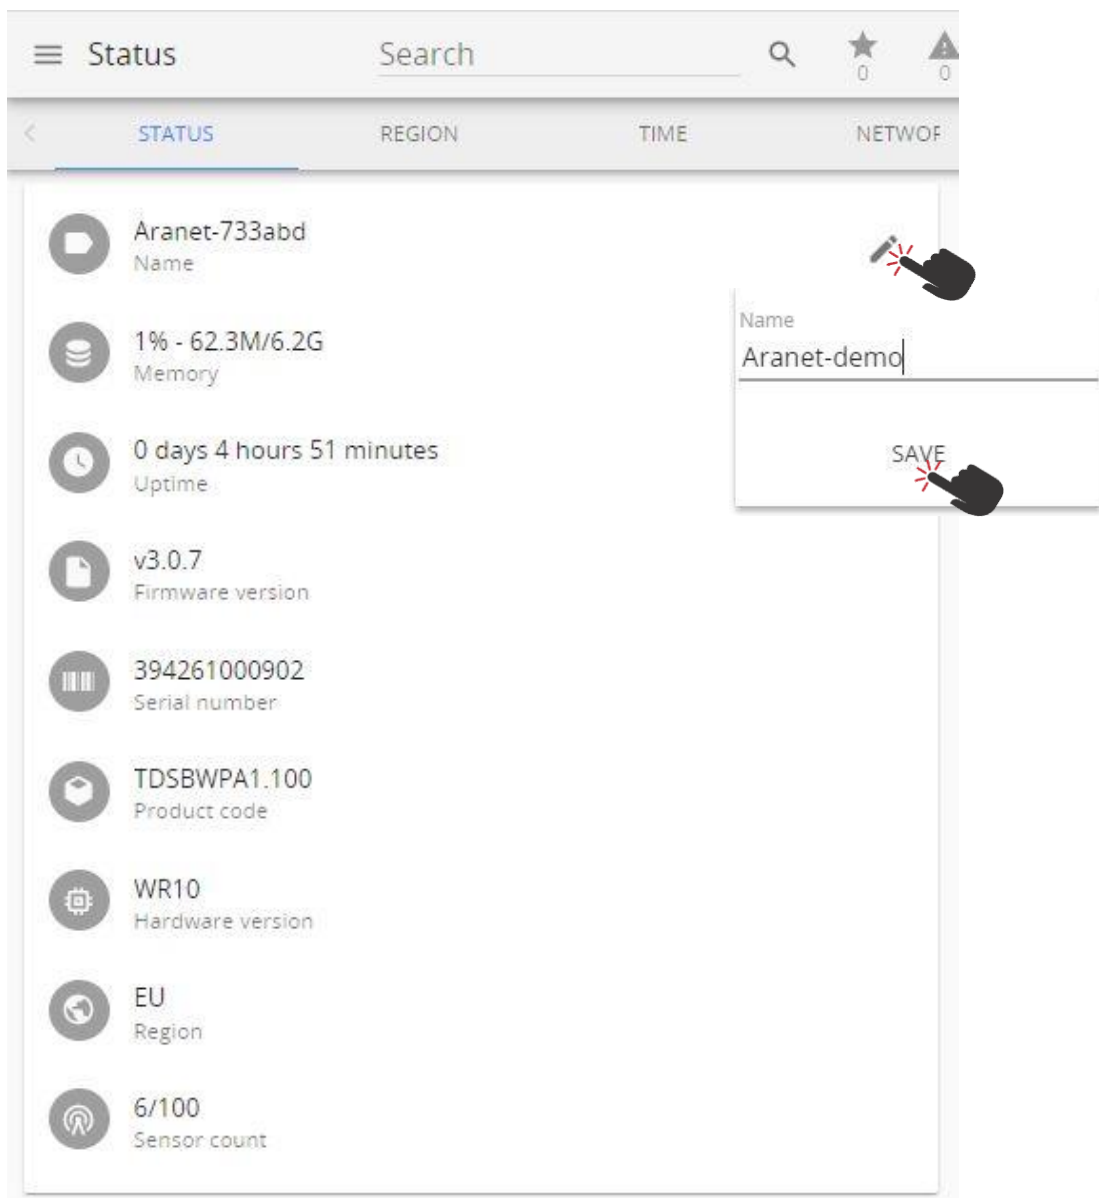 Status
Search
0
0
STATUS
REGION
TIME
NETWOR
Aranet-733abd
Name
1% - 62.3M/6.2G
Memory
Name
Aranet-demo
SAVE
0 days 4 hours 51 minutes
Uptime
v3.0.7
Firmware version
394261000902
Serial number
TDSBWPA1.100
Product code
WR10
Hardware version
EU
Region
6/100
Sensor count